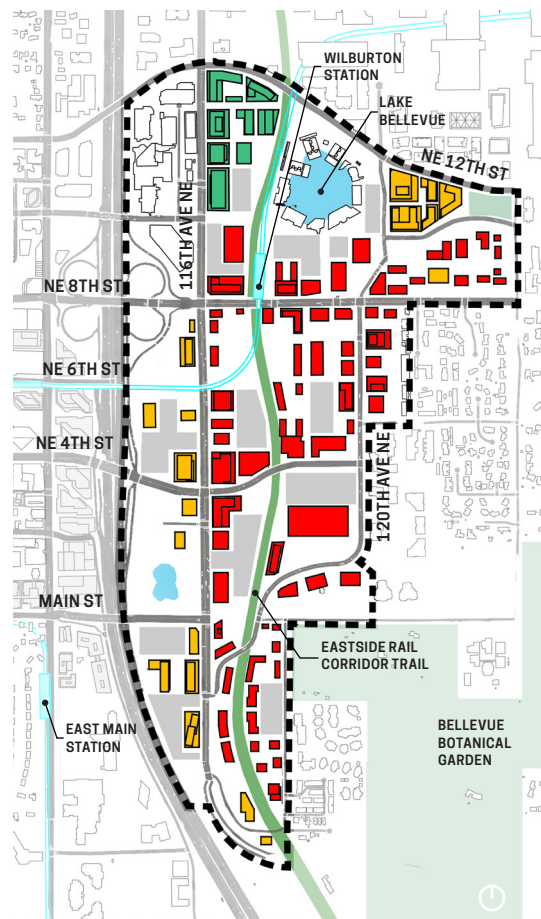 WILBURTON
STATION
LAKE
BELLEVUE
NE 12TH ST
116TH AVE NE
NE 8TH ST
NE 6TH ST
NE 4TH ST
120TH AVE NE
MAIN ST
EASTSIDE RAIL
CORRIDOR TRAIL
EAST MAIN
STATION
BELLEVUE
BOTANICAL
GARDEN